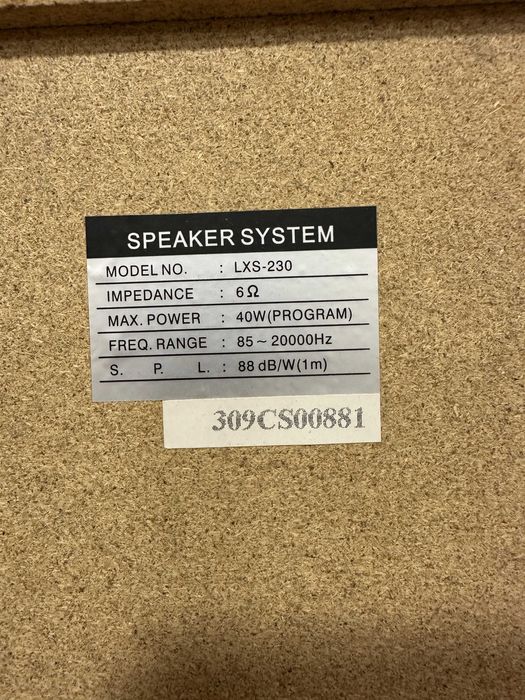 SPEAKER SYSTEM
MODEL NO. : LXS-230
IMPEDANCE : 6Ω
MAX. POWER : 40W(PROGRAM)
FREQ. RANGE : 85~20000Hz
S. P. L. : 88 dB/W(1m)
309CS00881